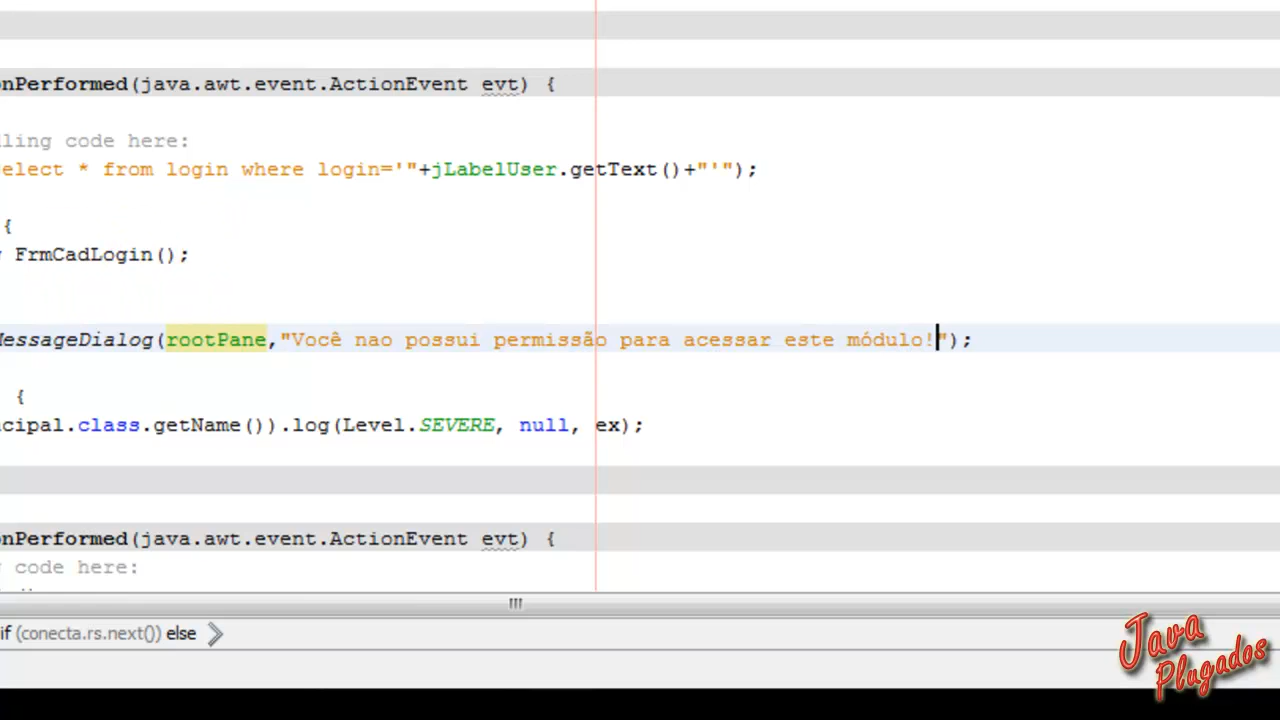 onPerformed(java.awt.event.ActionEvent evt) {
lling code here:
elect * from login where login='"+jLabelUser.getText()+"'");
{
FrmCadLogin();
MessageDialog(rootPane,"Você nao possui permissão para acessar este módulo!");
{
cipal.class.getName()).log(Level.SEVERE, null, ex);
onPerformed(java.awt.event.ActionEvent evt) {
code here:
if (conecta.rs.next()) else
Java
Plugados